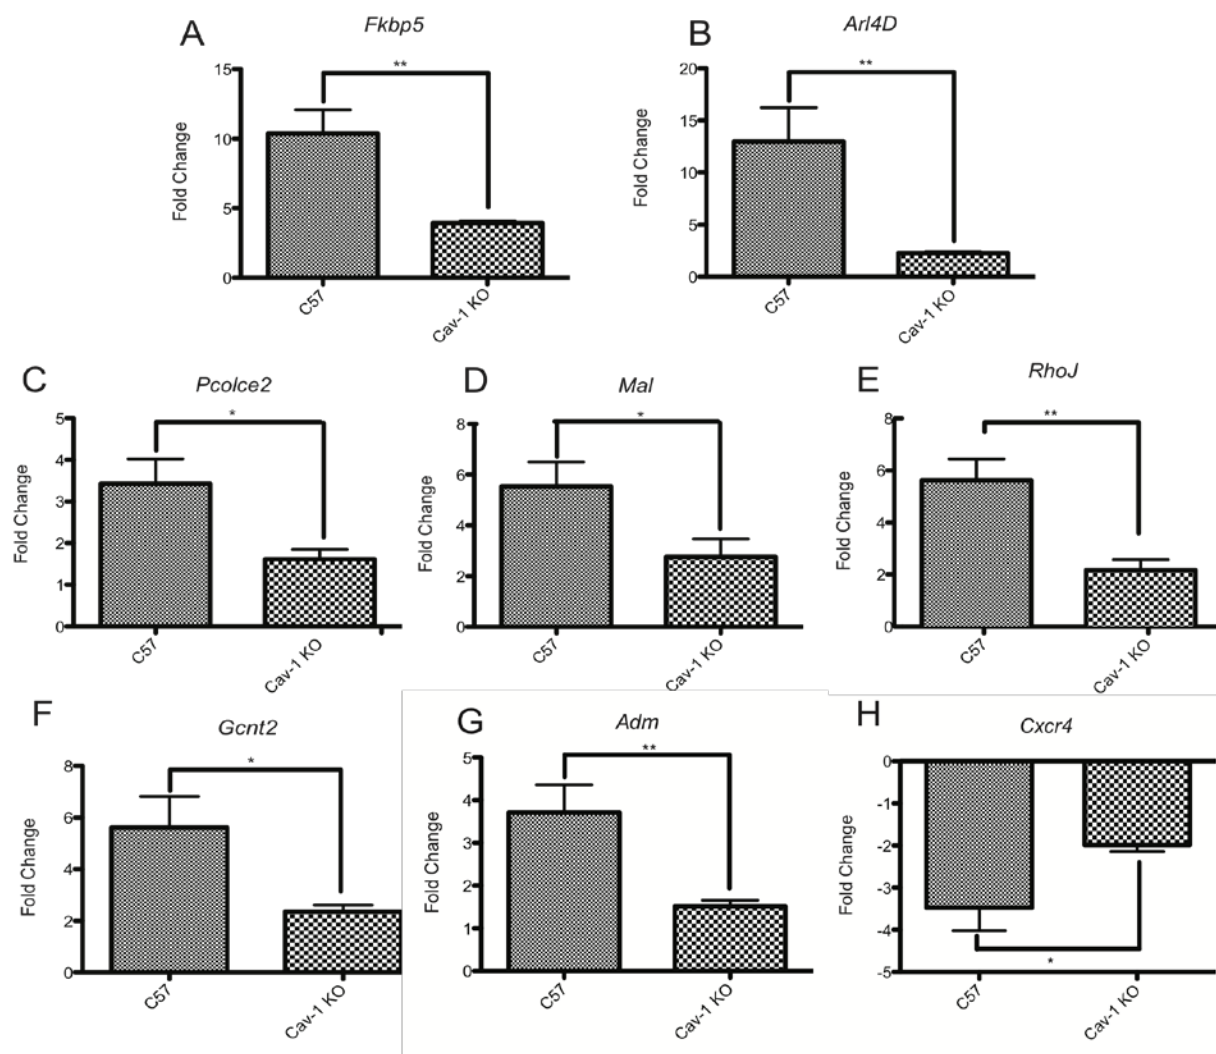 A
Fkbp5
15
10
5
0
Fold Change
**
C57
Cav-1 KO
B
Arl4D
20
15
10
5
0
Fold Change
**
C57
Cav-1 KO
C
Pcolce2
5
4
3
2
1
0
Fold Change
*
C57
Cav-1 KO
D
Mal
8
6
4
2
0
Fold Change
*
C57
Cav-1 KO
E
RhoJ
8
6
4
2
0
Fold Change
**
C57
Cav-1 KO
F
Gcnt2
8
6
4
2
0
Fold Change
*
C57
Cav-1 KO
G
Adm
5
4
3
2
1
0
Fold Change
**
C57
Cav-1 KO
H
Cxcr4
0
-1
-2
-3
-4
-5
Fold Change
*
C57
Cav-1 KO